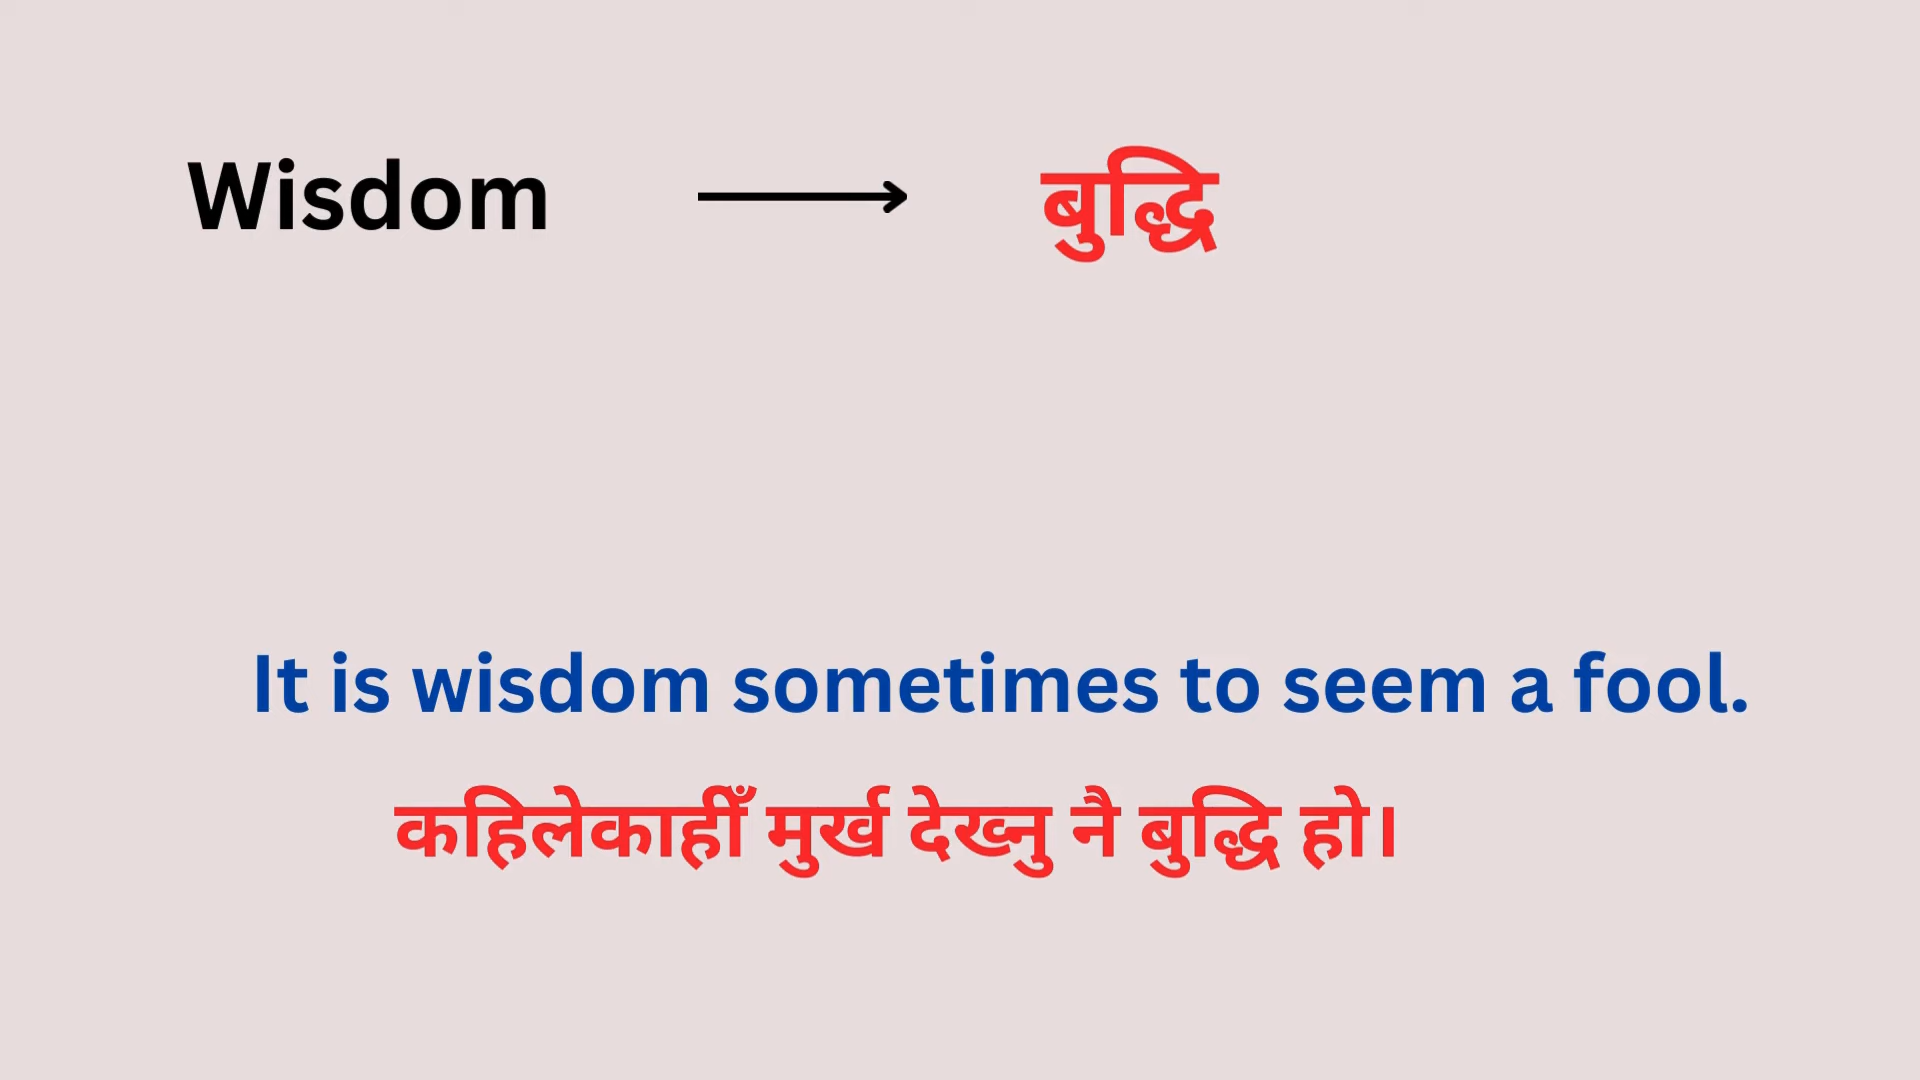 Wisdom → बुद्धि
It is wisdom sometimes to seem a fool.
कहिलेकाहीँ मुर्ख देख्नु नै बुद्धि हो।